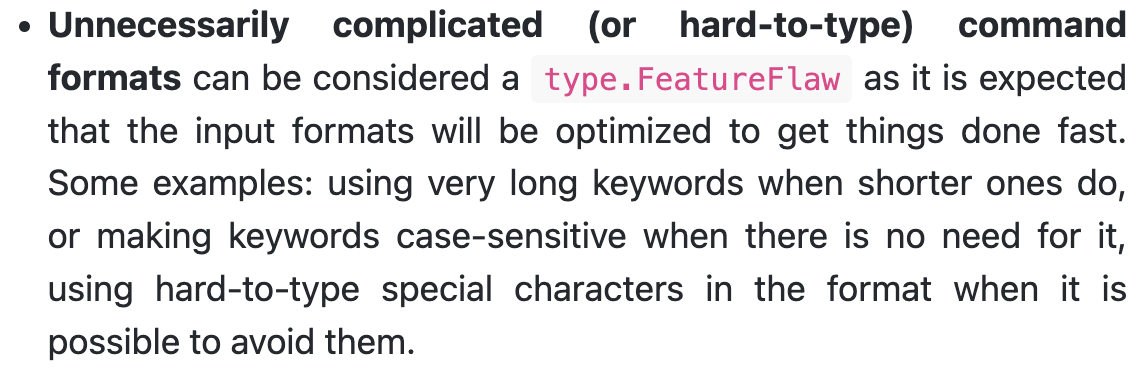 • Unnecessarily complicated (or hard-to-type) command
formats can be considered a type.FeatureFlaw as it is expected
that the input formats will be optimized to get things done fast.
Some examples: using very long keywords when shorter ones do,
or making keywords case-sensitive when there is no need for it,
using hard-to-type special characters in the format when it is
possible to avoid them.